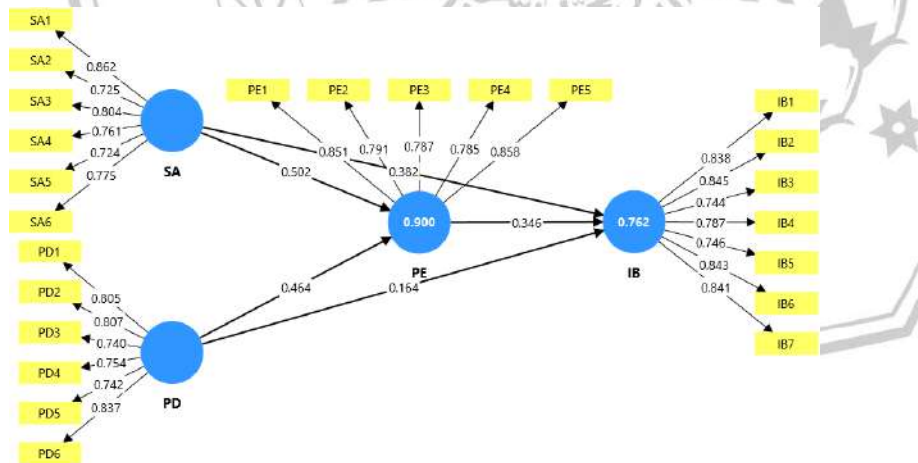 SA1
SA2
SA3
SA4
SA5
SA6
0.862
0.725
0.804
0.761
0.724
0.775
SA
PE1
PE2
PE3
PE4
PE5
0.851
0.791
0.787
0.785
0.858
0.502
0.382
0.900
PE
0.346
0.762
IB
0.464
0.164
IB1
IB2
IB3
IB4
IB5
IB6
IB7
0.838
0.845
0.744
0.787
0.746
0.843
0.841
PD1
PD2
PD3
PD4
PD5
PD6
0.805
0.807
0.740
0.754
0.742
0.837
PD